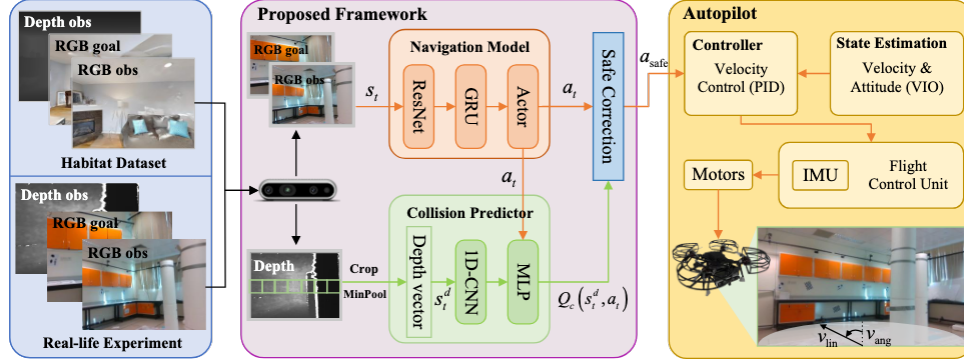 Depth obs
RGB goal
RGB obs
Habitat Dataset
Depth obs
RGB goal
RGB obs
Real-life Experiment
Proposed Framework
RGB goal
RGB obs
s_t
Navigation Model
ResNet
GRU
Actor
a_t
a_t
Safe Correction
a_safe
Depth
Crop
MinPool
Collision Predictor
Depth vector
s_t^d
1D-CNN
MLP
Q_c(s_t^d, a_t)
Autopilot
Controller
Velocity
Control (PID)
State Estimation
Velocity &
Attitude (VIO)
Motors
IMU
Flight
Control Unit
v_lin
v_ang